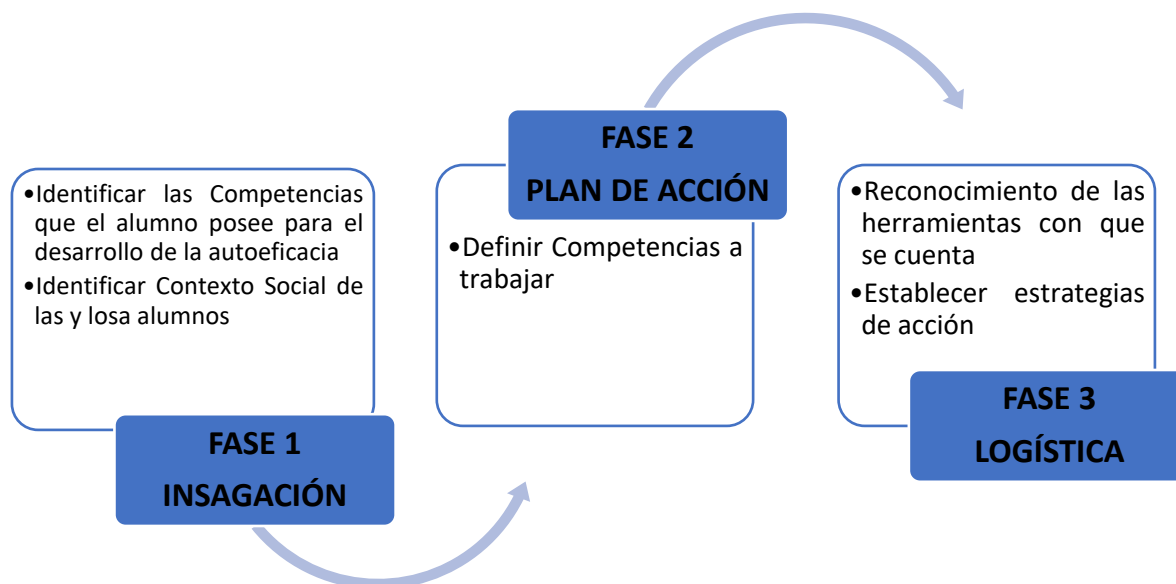 •Identificar las Competencias
que el alumno posee para el
desarrollo de la autoeficacia
•Identificar Contexto Social de
las y losa alumnos
FASE 1
INSAGACIÓN
FASE 2
PLAN DE ACCIÓN
•Definir Competencias a
trabajar
•Reconocimiento de las
herramientas con que
se cuenta
•Establecer estrategias
de acción
FASE 3
LOGÍSTICA